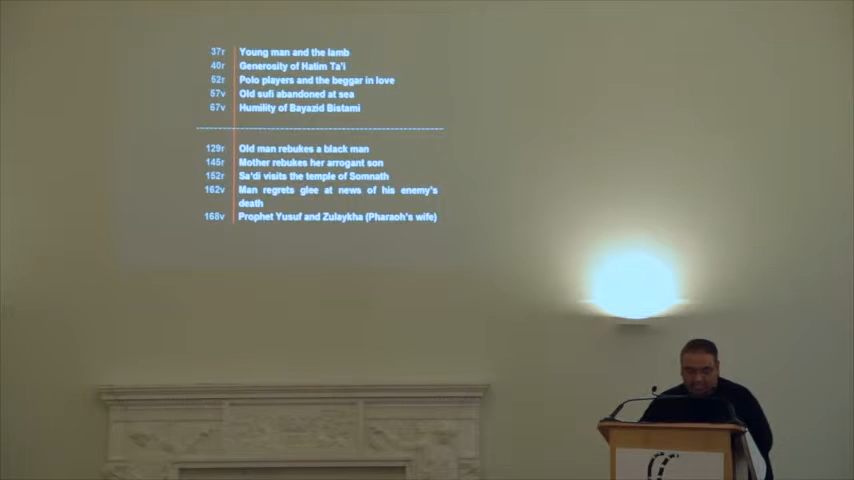 37r Young man and the lamb
40r Generosity of Hatim Ta'i
52r Polo players and the beggar in love
57v Old sufi abandoned at sea
67v Humility of Bayazid Bistami
129r Old man rebukes a black man
145r Mother rebukes her arrogant son
152r Sa'di visits the temple of Somnath
162v Man regrets glee at news of his enemy's
death
168v Prophet Yusuf and Zulaykha (Pharaoh's wife)